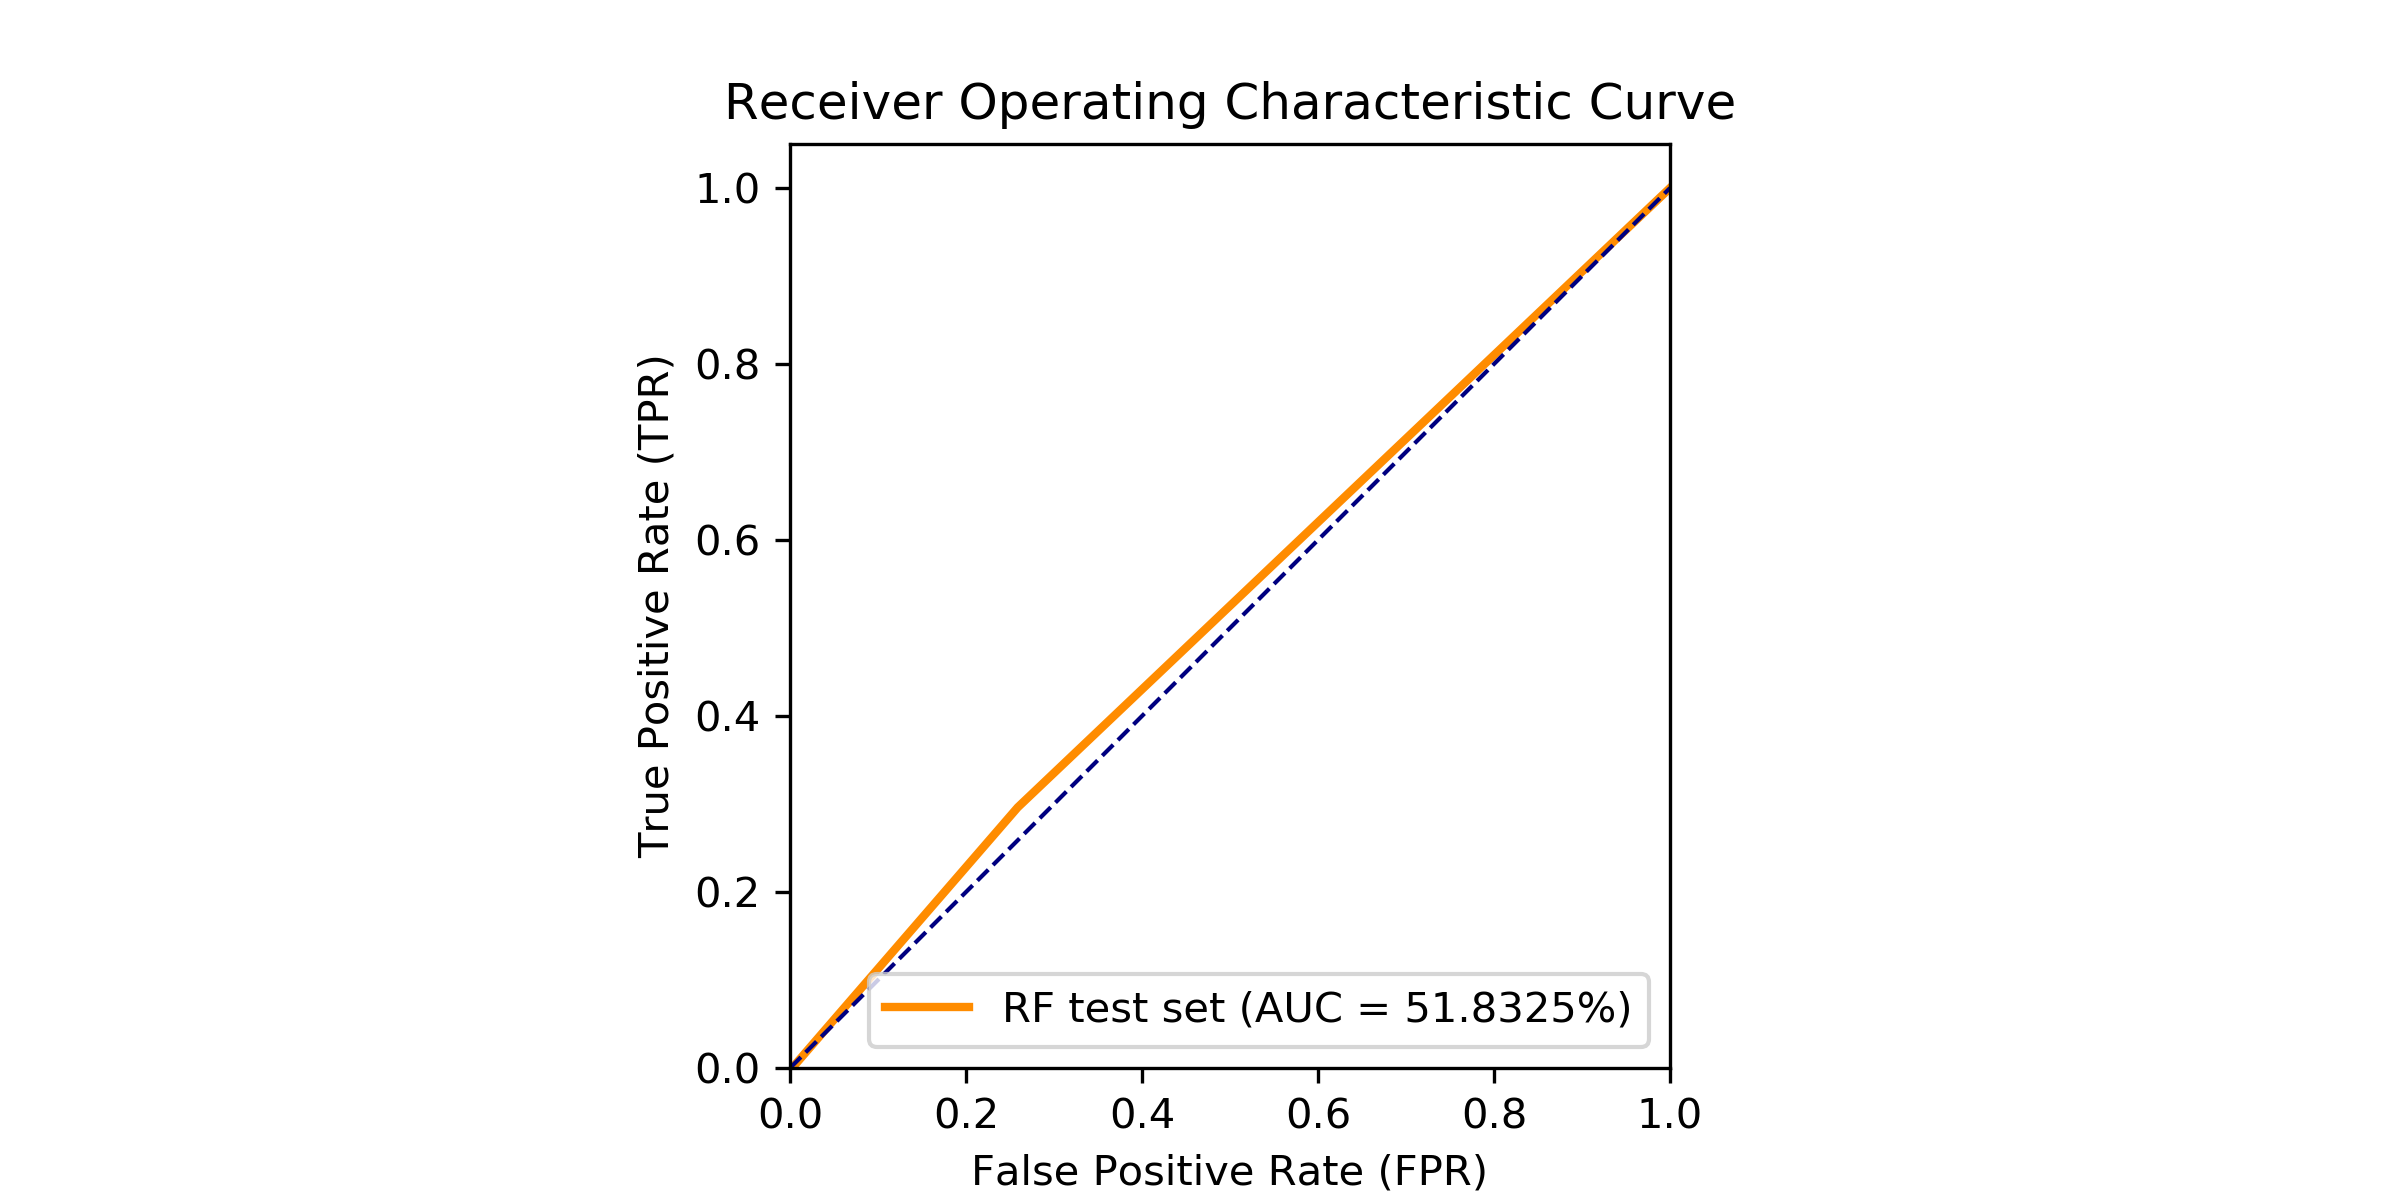 Receiver Operating Characteristic Curve
1.0
0.8
0.6
0.4
0.2
0.0
True Positive Rate (TPR)
RF test set (AUC = 51.8325%)
0.0 0.2 0.4 0.6 0.8 1.0
False Positive Rate (FPR)